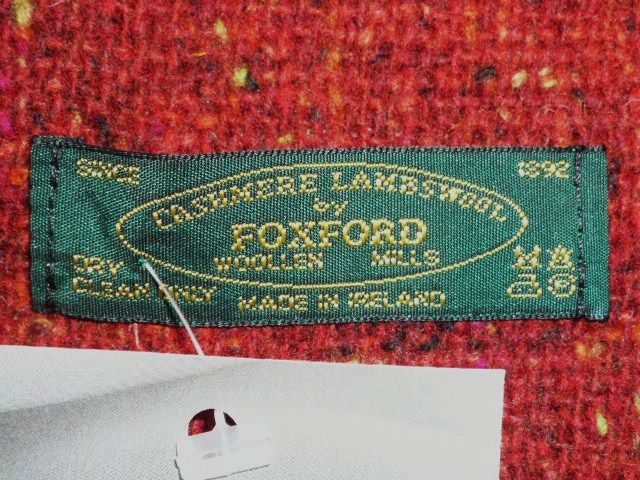 SINCE 1892
CASHMERE LAMBSWOOL
by
FOXFORD
WOOLLEN MILLS
DRY
CLEAN ONLY
MADE IN IRELAND